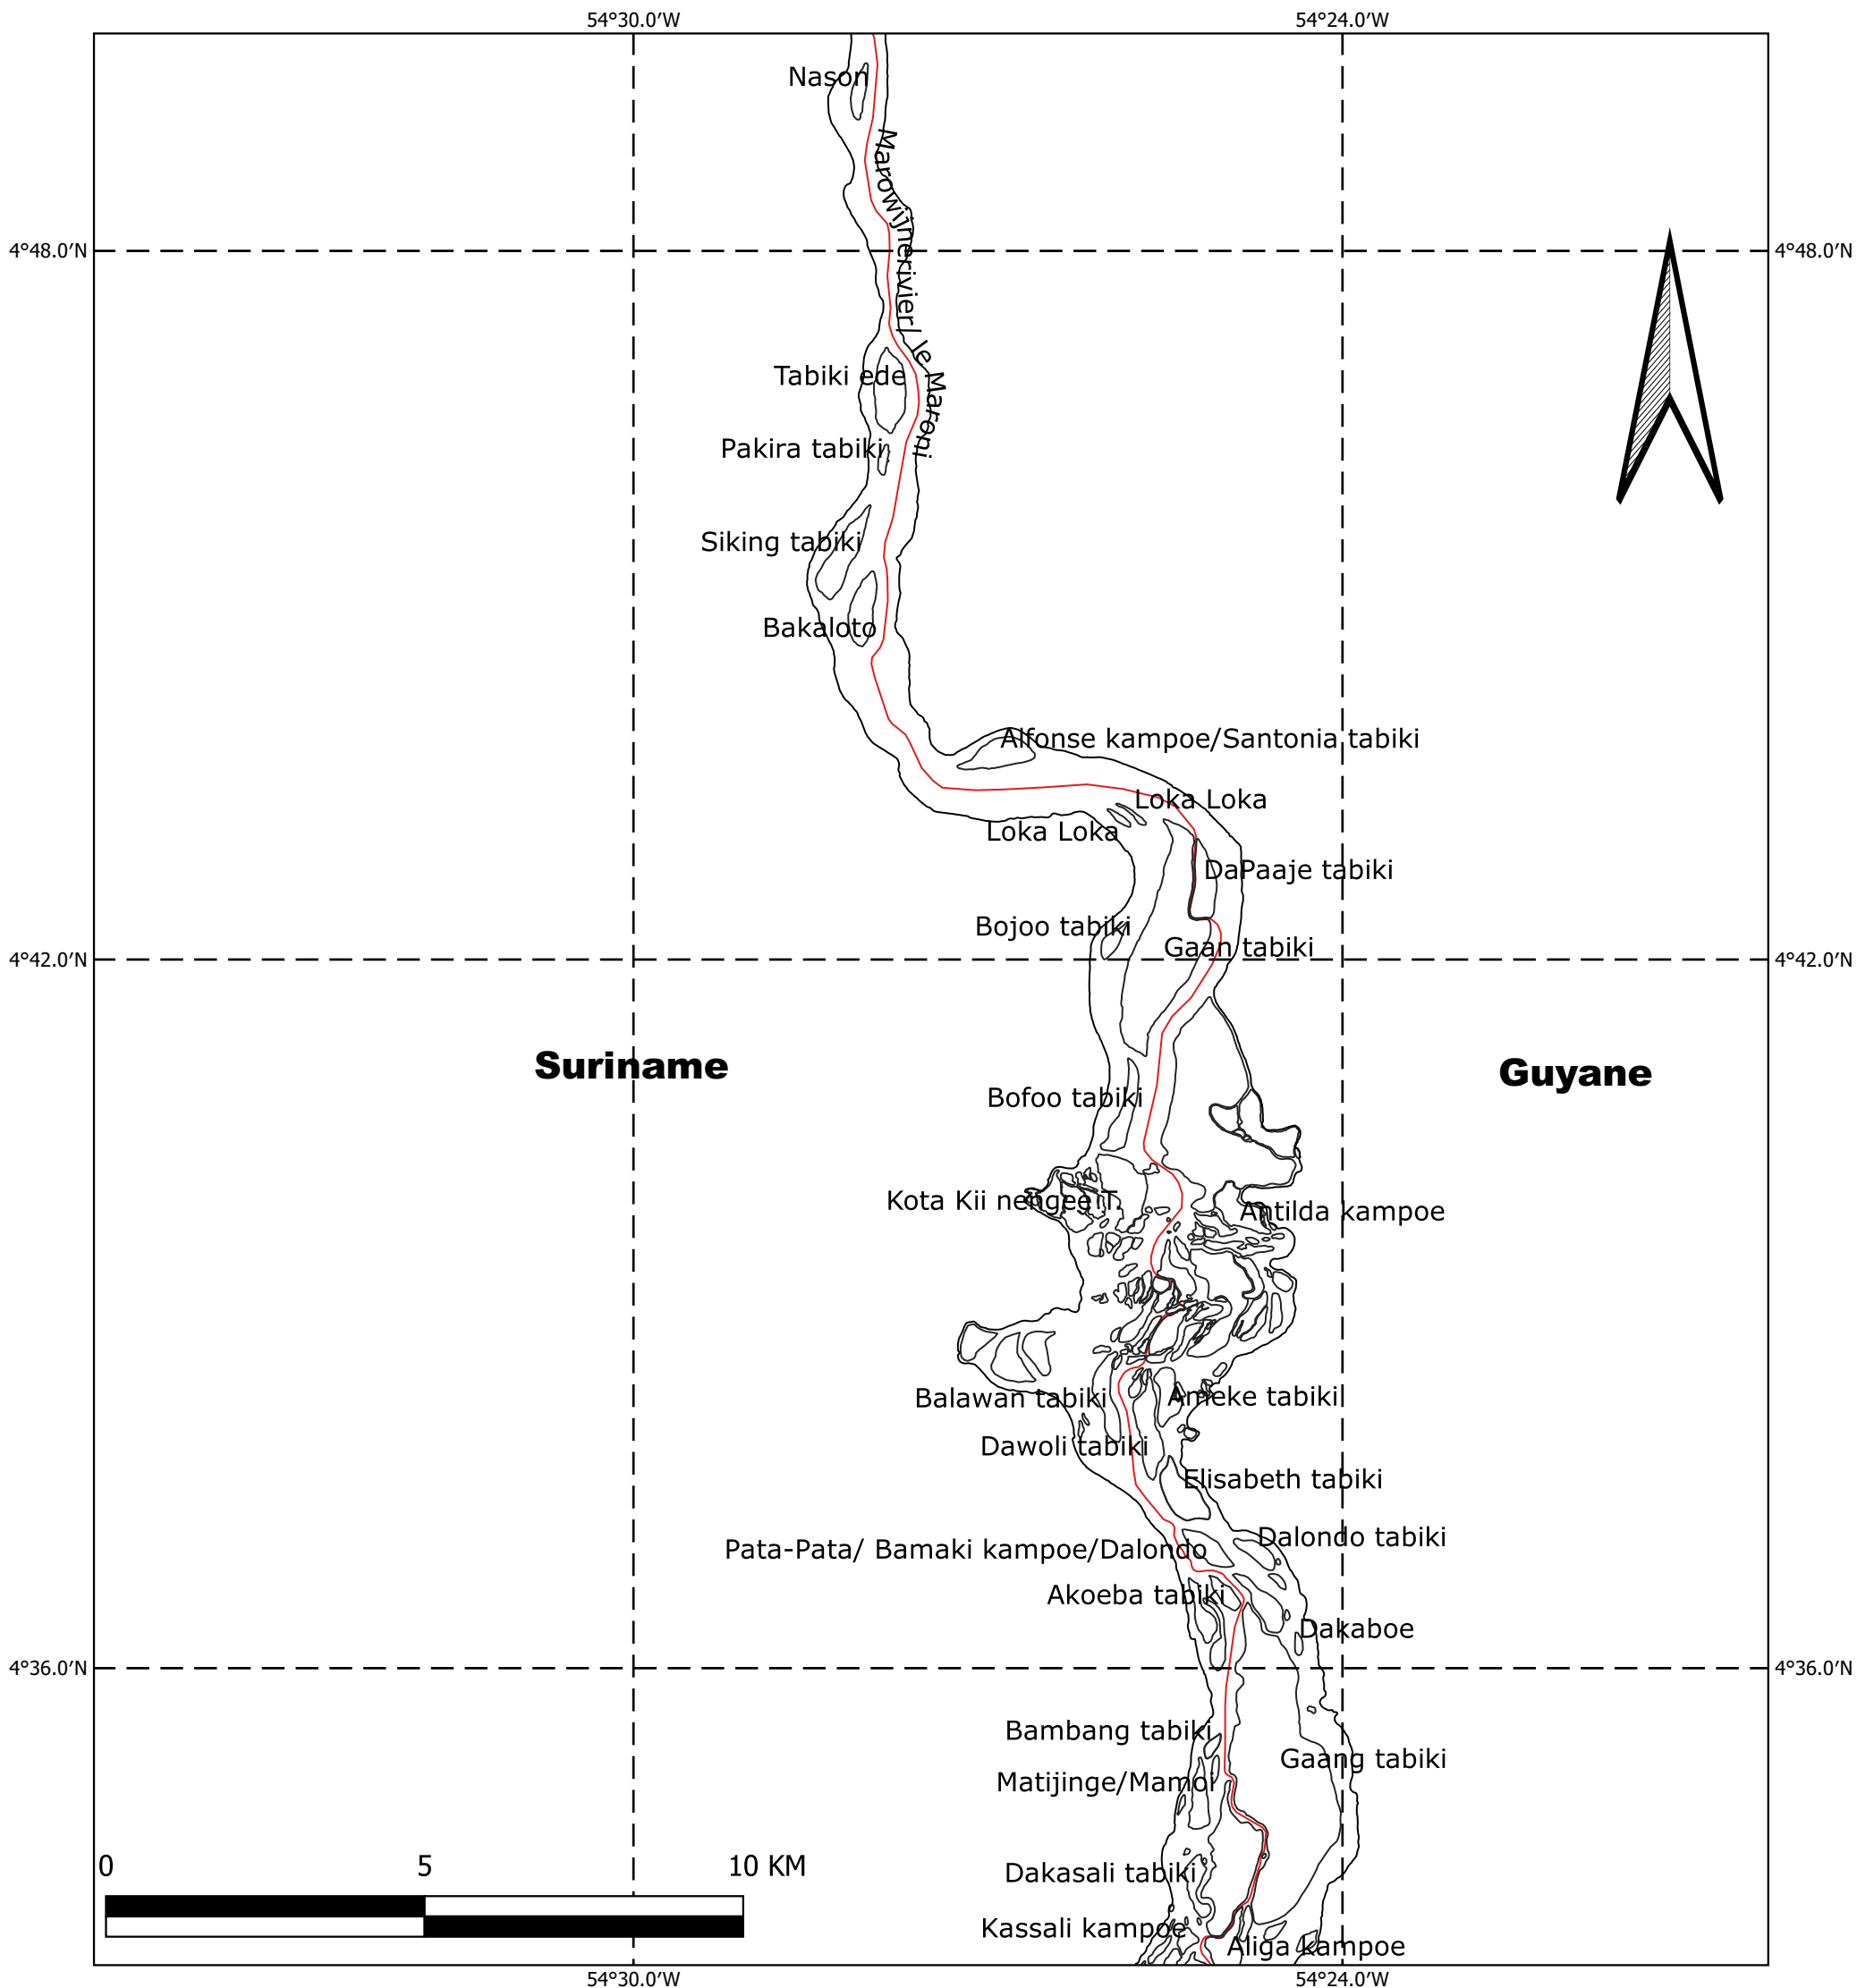 54°30.0'W
54°24.0'W
Nason
Marowijnerivier/ le Maroni
4°48.0'N
4°48.0'N
Tabiki ede
Pakira tabiki
Siking tabiki
Bakaloto
Alfonse kampoe/Santonia tabiki
Loka Loka
Loka Loka
DaPaaje tabiki
Bojoo tabiki
Gaan tabiki
4°42.0'N
4°42.0'N
Suriname
Guyane
Bofoo tabiki
Kota Kii nengee T.
Antilda kampoe
Balawan tabiki
Ameke tabikil
Dawoli tabiki
Elisabeth tabiki
Dalondo tabiki
Pata-Pata/ Bamaki kampoe/Dalondo
Akoeba tabiki
Dakaboe
4°36.0'N
4°36.0'N
Bambang tabiki
Gaang tabiki
Matijinge/Mamoi
0 5 10 KM
Dakasali tabiki
Kassali kampoe
Aliga kampoe
54°30.0'W
54°24.0'W